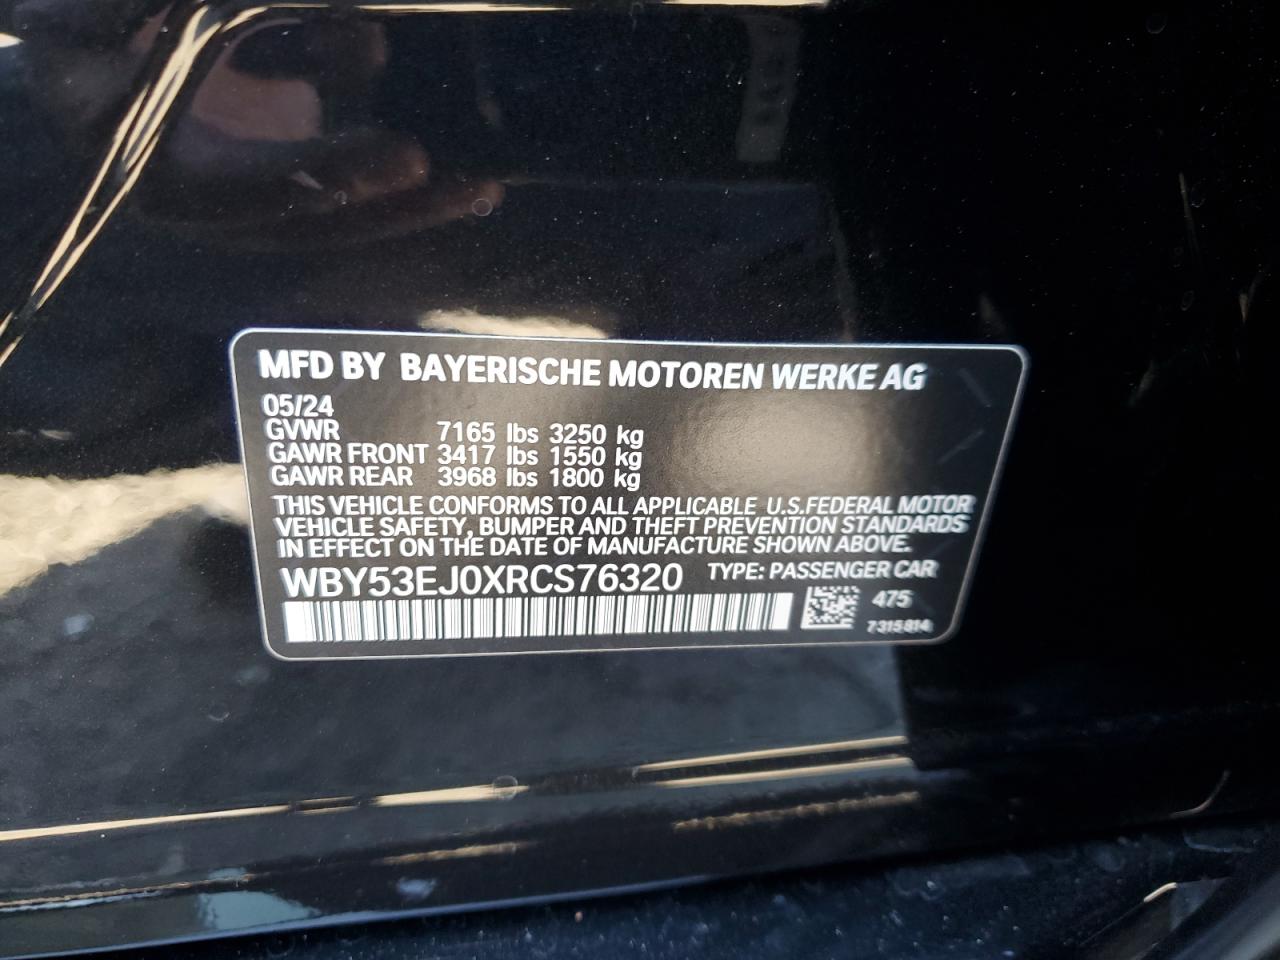 MFD BY BAYERISCHE MOTOREN WERKE AG
05/24
GVWR 7165 lbs 3250 kg
GAWR FRONT 3417 lbs 1550 kg
GAWR REAR 3968 lbs 1800 kg
THIS VEHICLE CONFORMS TO ALL APPLICABLE U.S.FEDERAL MOTOR
VEHICLE SAFETY, BUMPER AND THEFT PREVENTION STANDARDS
IN EFFECT ON THE DATE OF MANUFACTURE SHOWN ABOVE.
WBY53EJ0XRCS76320 TYPE: PASSENGER CAR
475
7315814